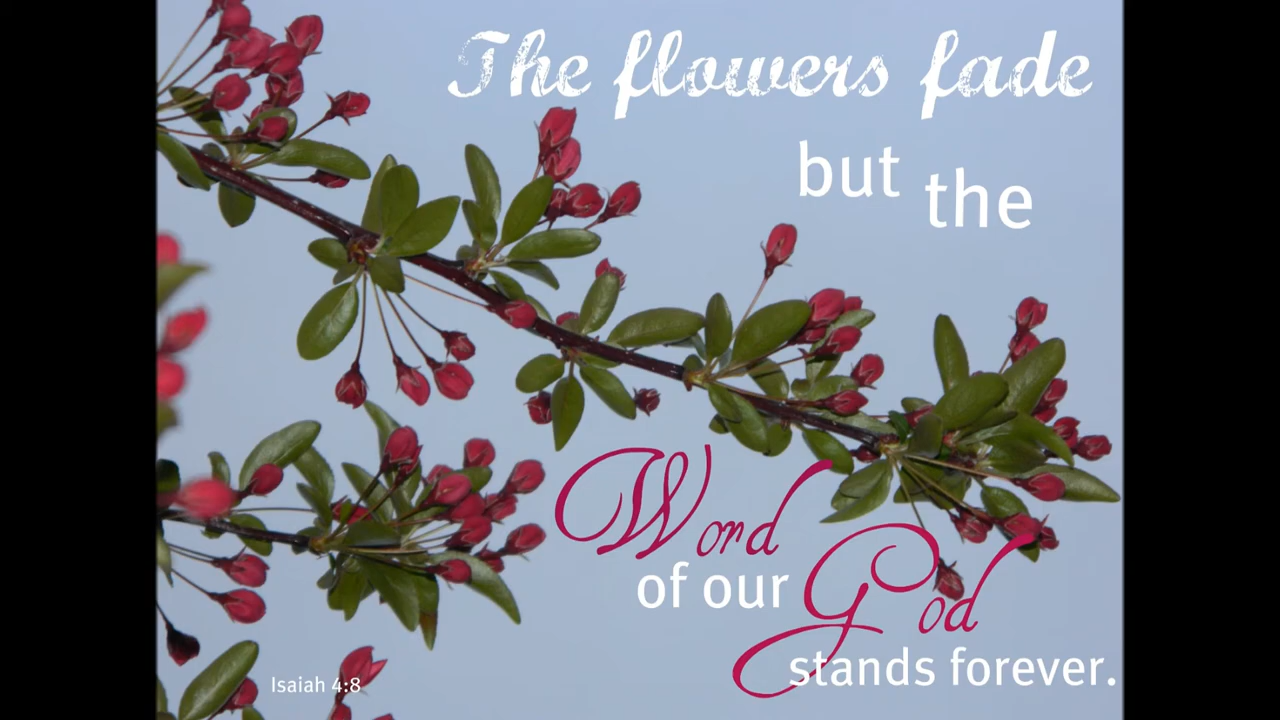 The flowers fade
but the
Word
of our God
stands forever.
Isaiah 4:8